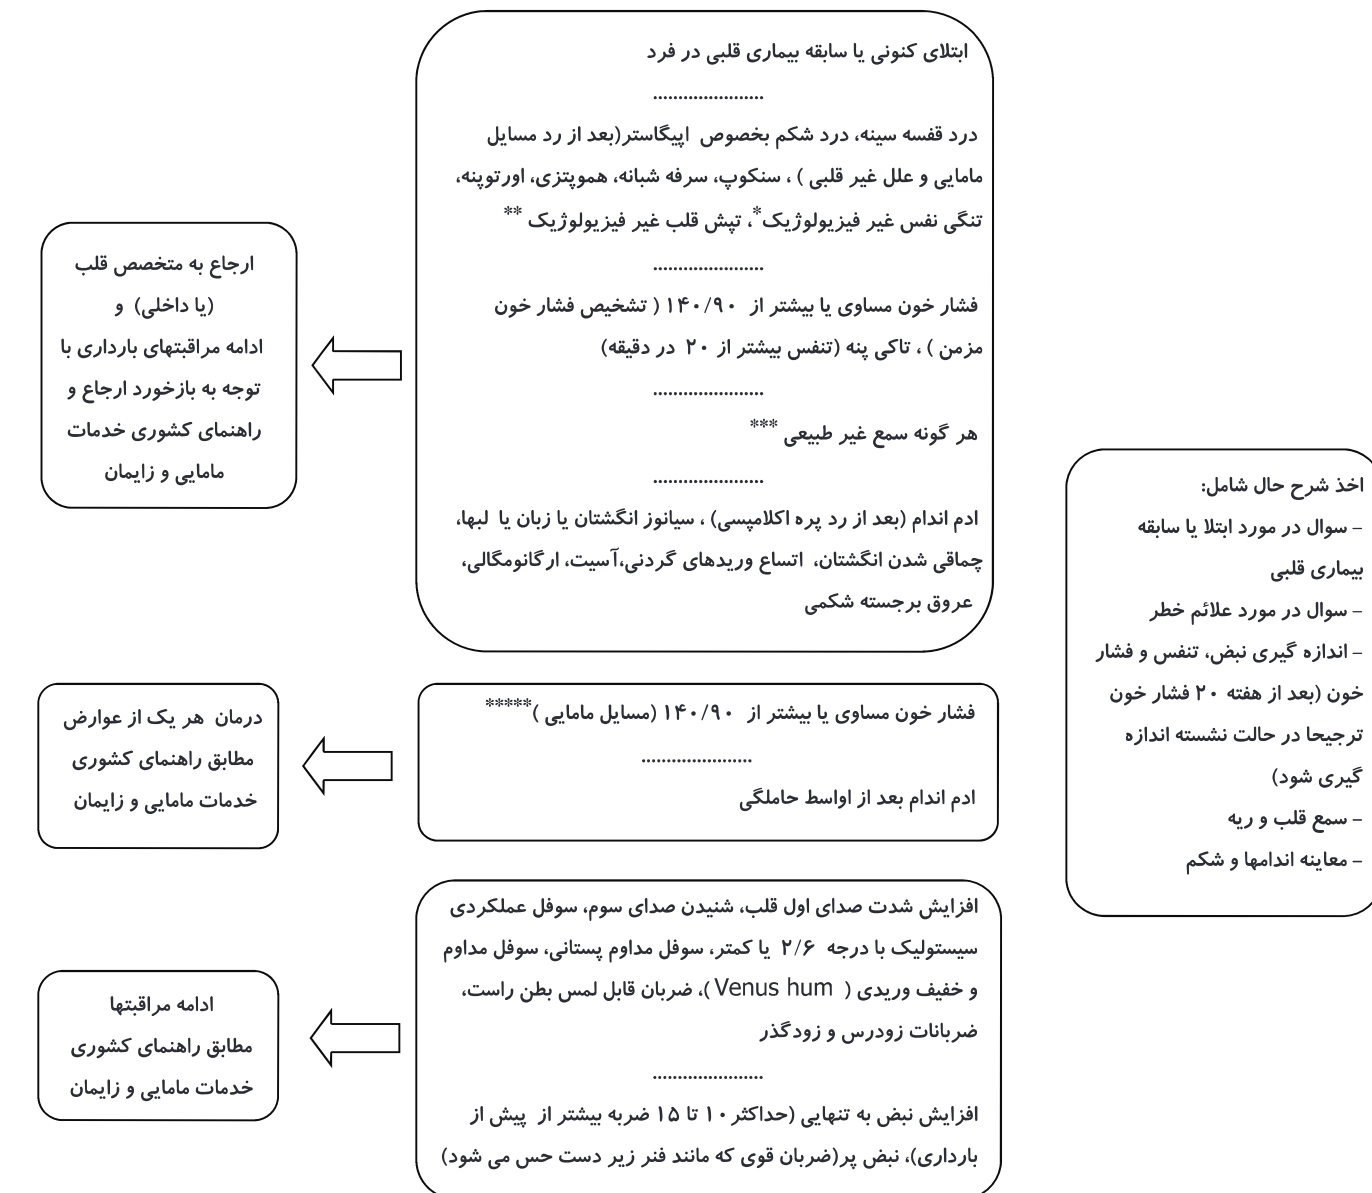 اخذ شرح حال شامل:
– سوال در مورد ابتلا یا سابقه
بیماری قلبی
– سوال در مورد علائم خطر
– اندازه گیری نبض، تنفس و فشار
خون (بعد از هفته ۲۰ فشار خون
ترجیحا در حالت نشسته اندازه
گیری شود)
– سمع قلب و ریه
– معاینه اندامها و شکم
ابتلای کنونی یا سابقه بیماری قلبی در فرد
......................
درد قفسه سینه، درد شکم بخصوص اپیگاستر(بعد از رد مسایل
مامایی و علل غیر قلبی ) ، سنکوپ، سرفه شبانه، هموپتزی، اورتوپنه،
تنگی نفس غیر فیزیولوژیک*، تپش قلب غیر فیزیولوژیک **
......................
فشار خون مساوی یا بیشتر از ۱۴۰/۹۰ ( تشخیص فشار خون
مزمن ) ، تاکی پنه (تنفس بیشتر از ۲۰ در دقیقه)
......................
هر گونه سمع غیر طبیعی ***
......................
ادم اندام (بعد از رد پره اکلامپسی) ، سیانوز انگشتان یا زبان یا لبها،
چماقی شدن انگشتان، اتساع وریدهای گردنی،آسیت، ارگانومگالی،
عروق برجسته شکمی
ارجاع به متخصص قلب
(یا داخلی) و
ادامه مراقبتهای بارداری با
توجه به بازخورد ارجاع و
راهنمای کشوری خدمات
مامایی و زایمان
فشار خون مساوی یا بیشتر از ۱۴۰/۹۰ (مسایل مامایی )*****
......................
ادم اندام بعد از اواسط حاملگی
درمان هر یک از عوارض
مطابق راهنمای کشوری
خدمات مامایی و زایمان
افزایش شدت صدای اول قلب، شنیدن صدای سوم، سوفل عملکردی
سیستولیک با درجه ۲/۶ یا کمتر، سوفل مداوم پستانی، سوفل مداوم
و خفیف وریدی ( Venus hum )، ضربان قابل لمس بطن راست،
ضربانات زودرس و زودگذر
......................
افزایش نبض به تنهایی (حداکثر ۱۰ تا ۱۵ ضربه بیشتر از پیش از
بارداری)، نبض پر(ضربان قوی که مانند فنر زیر دست حس می شود)
ادامه مراقبتها
مطابق راهنمای کشوری
خدمات مامایی و زایمان